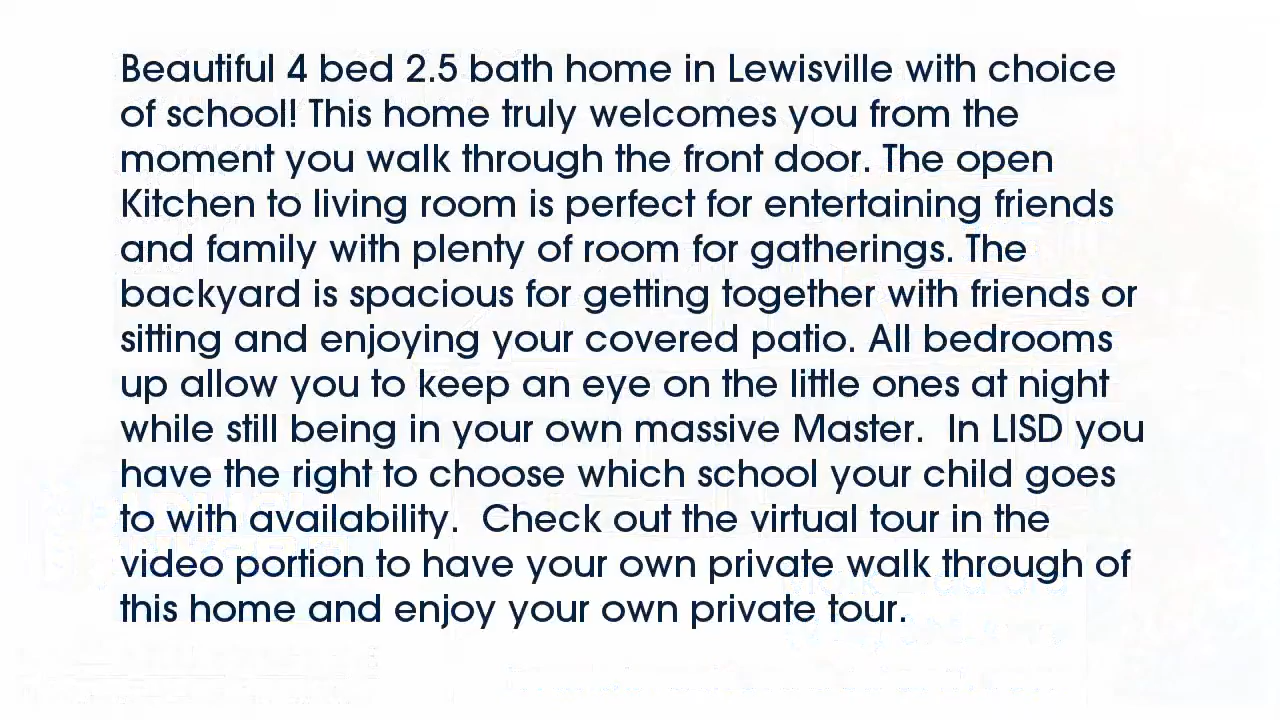 Beautiful 4 bed 2.5 bath home in Lewisville with choice
of school! This home truly welcomes you from the
moment you walk through the front door. The open
Kitchen to living room is perfect for entertaining friends
and family with plenty of room for gatherings. The
backyard is spacious for getting together with friends or
sitting and enjoying your covered patio. All bedrooms
up allow you to keep an eye on the little ones at night
while still being in your own massive Master.  In LISD you
have the right to choose which school your child goes
to with availability.  Check out the virtual tour in the
video portion to have your own private walk through of
this home and enjoy your own private tour.